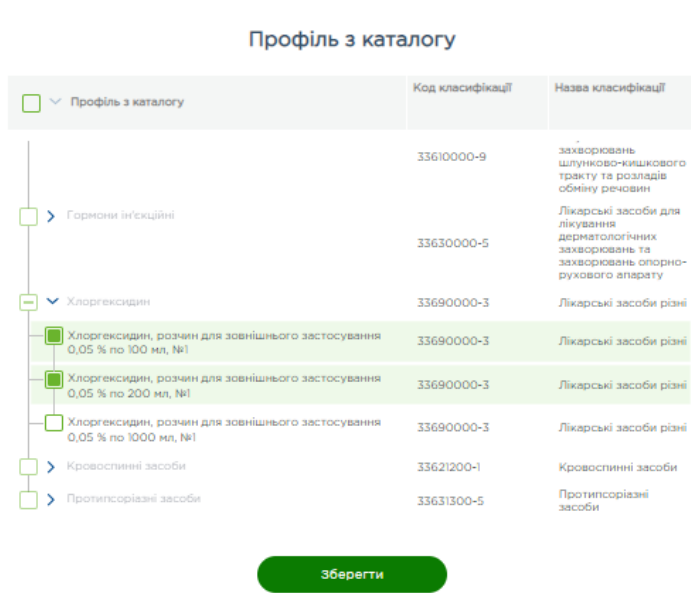 Профіль з каталогу
Профіль з каталогу
Код класифікації
Назва класифікації
33610000-9
захворювань
шлунково-кишкового
тракту та розладів
обміну речовин
Гормони ін'єкційні
33630000-5
Лікарські засоби для
лікування
дерматологічних
захворювань та
захворювань опорно-
рухового апарату
Хлоргексидин
33690000-3
Лікарські засоби різні
Хлоргексидин, розчин для зовнішнього застосування
0,05 % по 100 мл, №1
33690000-3
Лікарські засоби різні
Хлоргексидин, розчин для зовнішнього застосування
0,05 % по 200 мл, №1
33690000-3
Лікарські засоби різні
Хлоргексидин, розчин для зовнішнього застосування
0,05 % по 1000 мл, №1
33690000-3
Лікарські засоби різні
Кровоспинні засоби
33621200-1
Кровоспинні засоби
Протипсоріазні засоби
33631300-5
Протипсоріазні
засоби
Зберегти